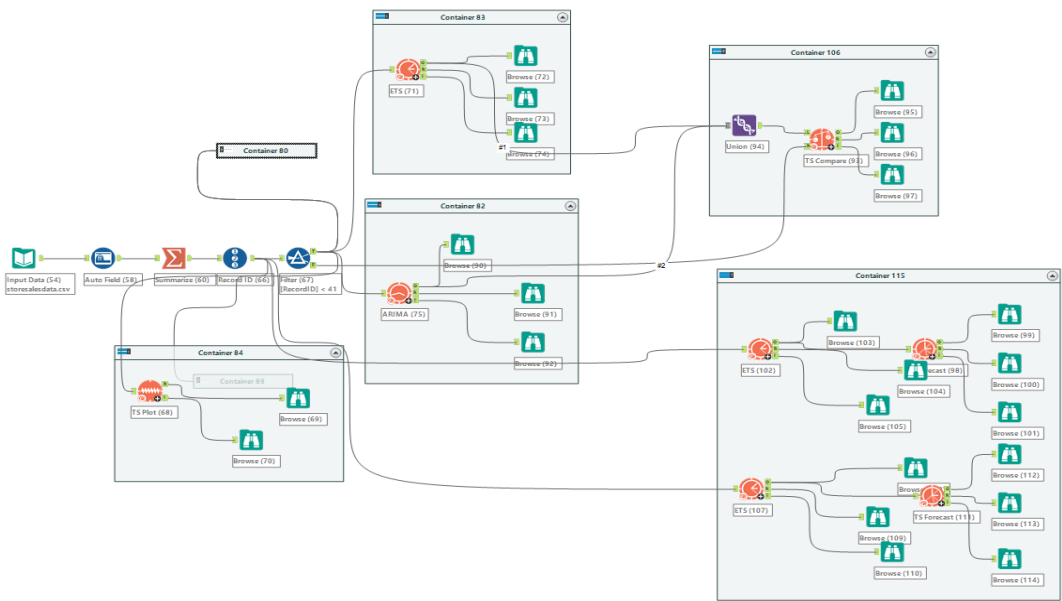 Container 83
ETS (71)
Browse (72)
Browse (73)
Browse (74)
#1
Container 80
Container 106
Union (94)
TS Compare (93)
Browse (95)
Browse (96)
Browse (97)
Container 82
Browse (90)
ARIMA (75)
Browse (91)
Browse (92)
#2
Input Data (54)
storesalesdata.csv
Auto Field (58)
Summarize (60)
Record ID (66)
Filter (67)
[RecordID] < 41
Container 84
TS Plot (68)
Browse (69)
Browse (70)
Container 115
ETS (102)
Browse (103)
Browse (104)
Browse (105)
(98)
Browse (99)
Browse (100)
Browse (101)
ETS (107)
Browse (109)
Browse (110)
TS Forecast (111)
Browse (112)
Browse (113)
Browse (114)